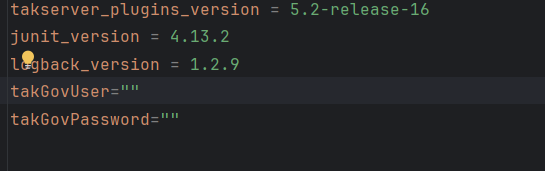 takserver_plugins_version = 5.2-release-16
junit_version = 4.13.2
logback_version = 1.2.9
takGovUser=""
takGovPassword=""